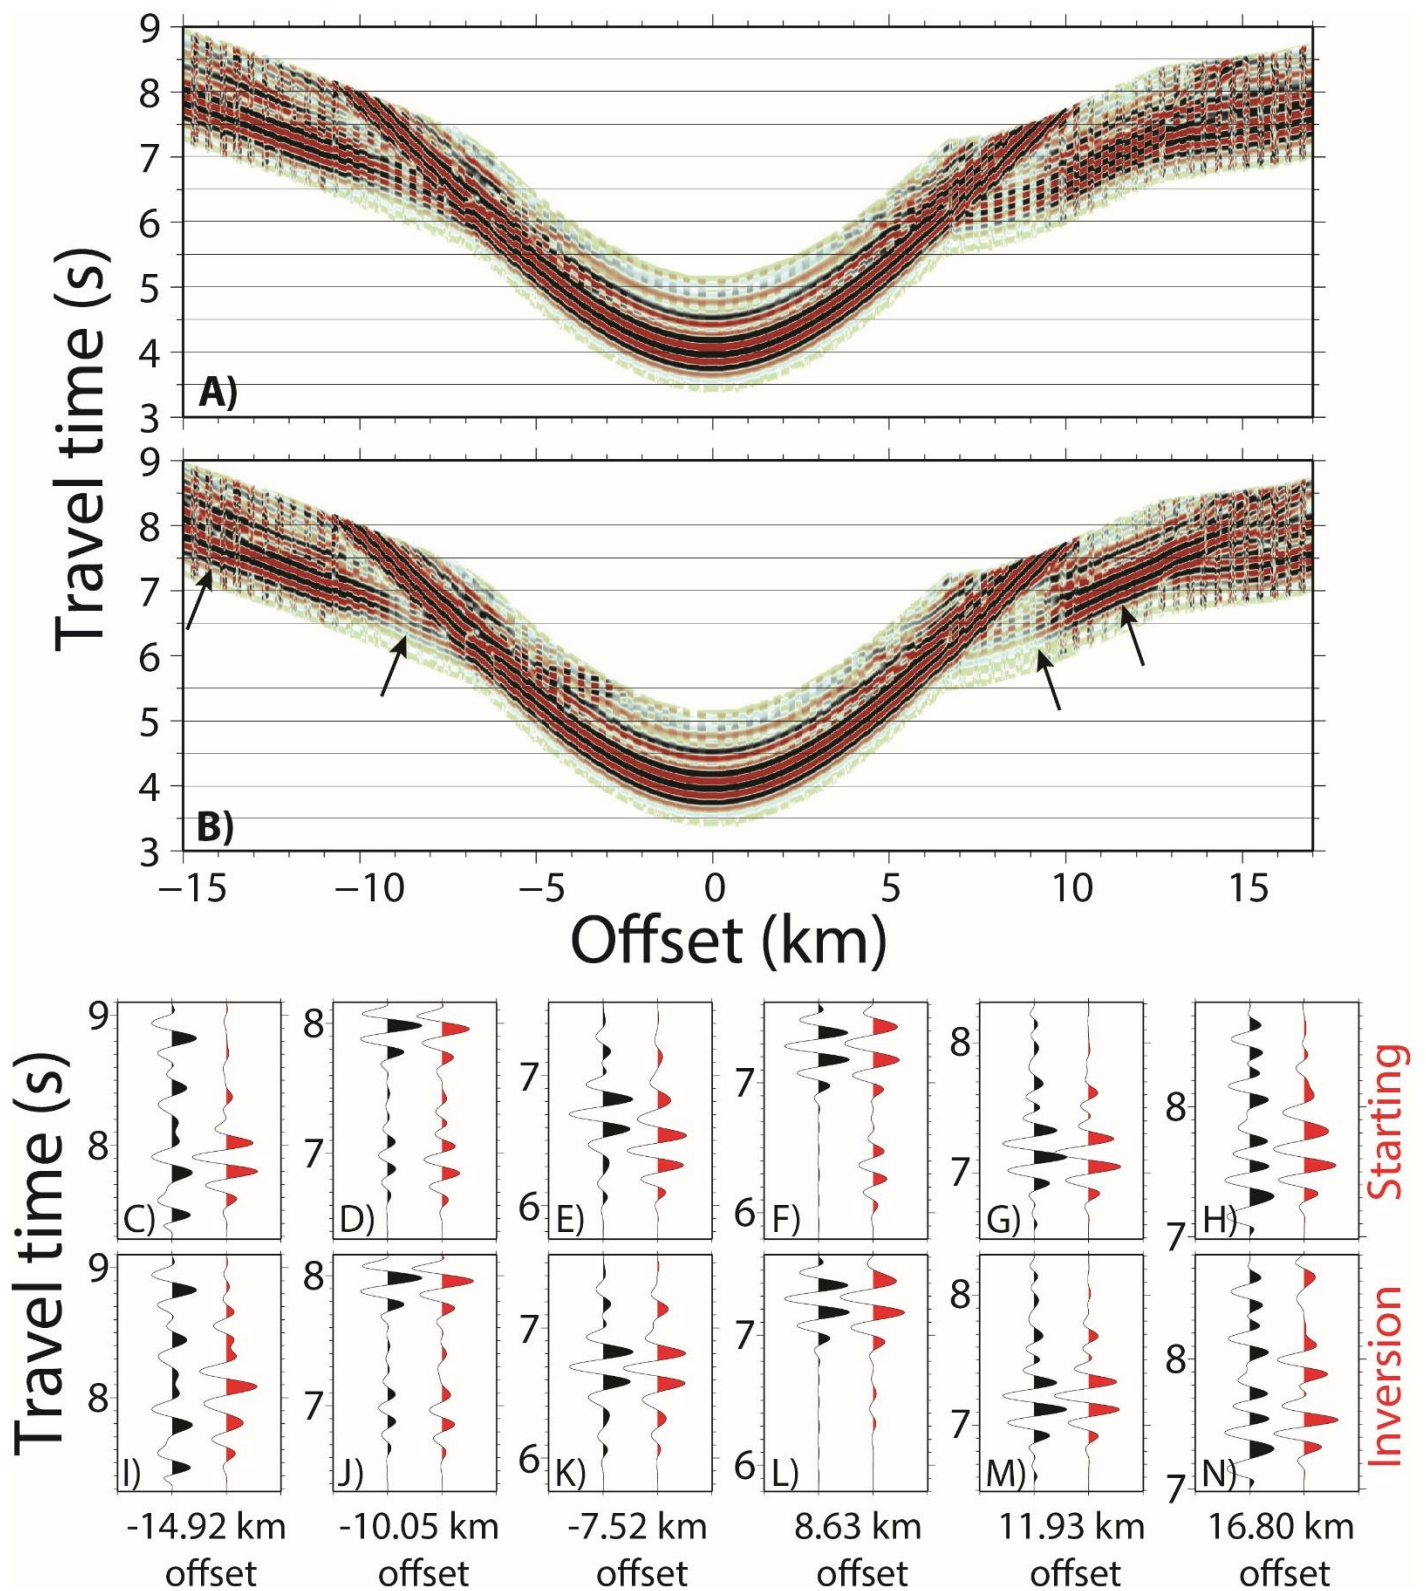 9
8
7
6
5
4
3
A)
Travel time (s)
9
8
7
6
5
4
3
B)
−15 −10 −5 0 5 10 15
Offset (km)
Travel time (s)
9
8
C)
8
7
D)
7
6
E)
7
6
F)
8
7
G)
8
7
H)
Starting
Travel time (s)
9
8
I)
8
7
J)
7
6
K)
7
6
L)
8
7
M)
8
7
N)
Inversion
-14.92 km -10.05 km -7.52 km 8.63 km 11.93 km 16.80 km
offset offset offset offset offset offset